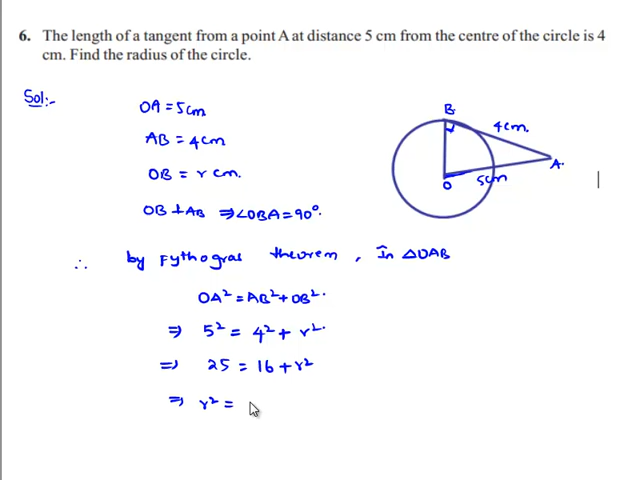 6. The length of a tangent from a point A at distance 5 cm from the centre of the circle is 4
cm. Find the radius of the circle.
Sol:-
OA = 5cm
AB = 4cm
OB = r cm.
OB ⊥ AB ⇒ ∠OBA = 90°.
∴ by Pythogras theorem, In △OAB
OA² = AB² + OB².
⇒ 5² = 4² + r².
⇒ 25 = 16 + r²
⇒ r² =
B
4cm.
A.
5cm
O